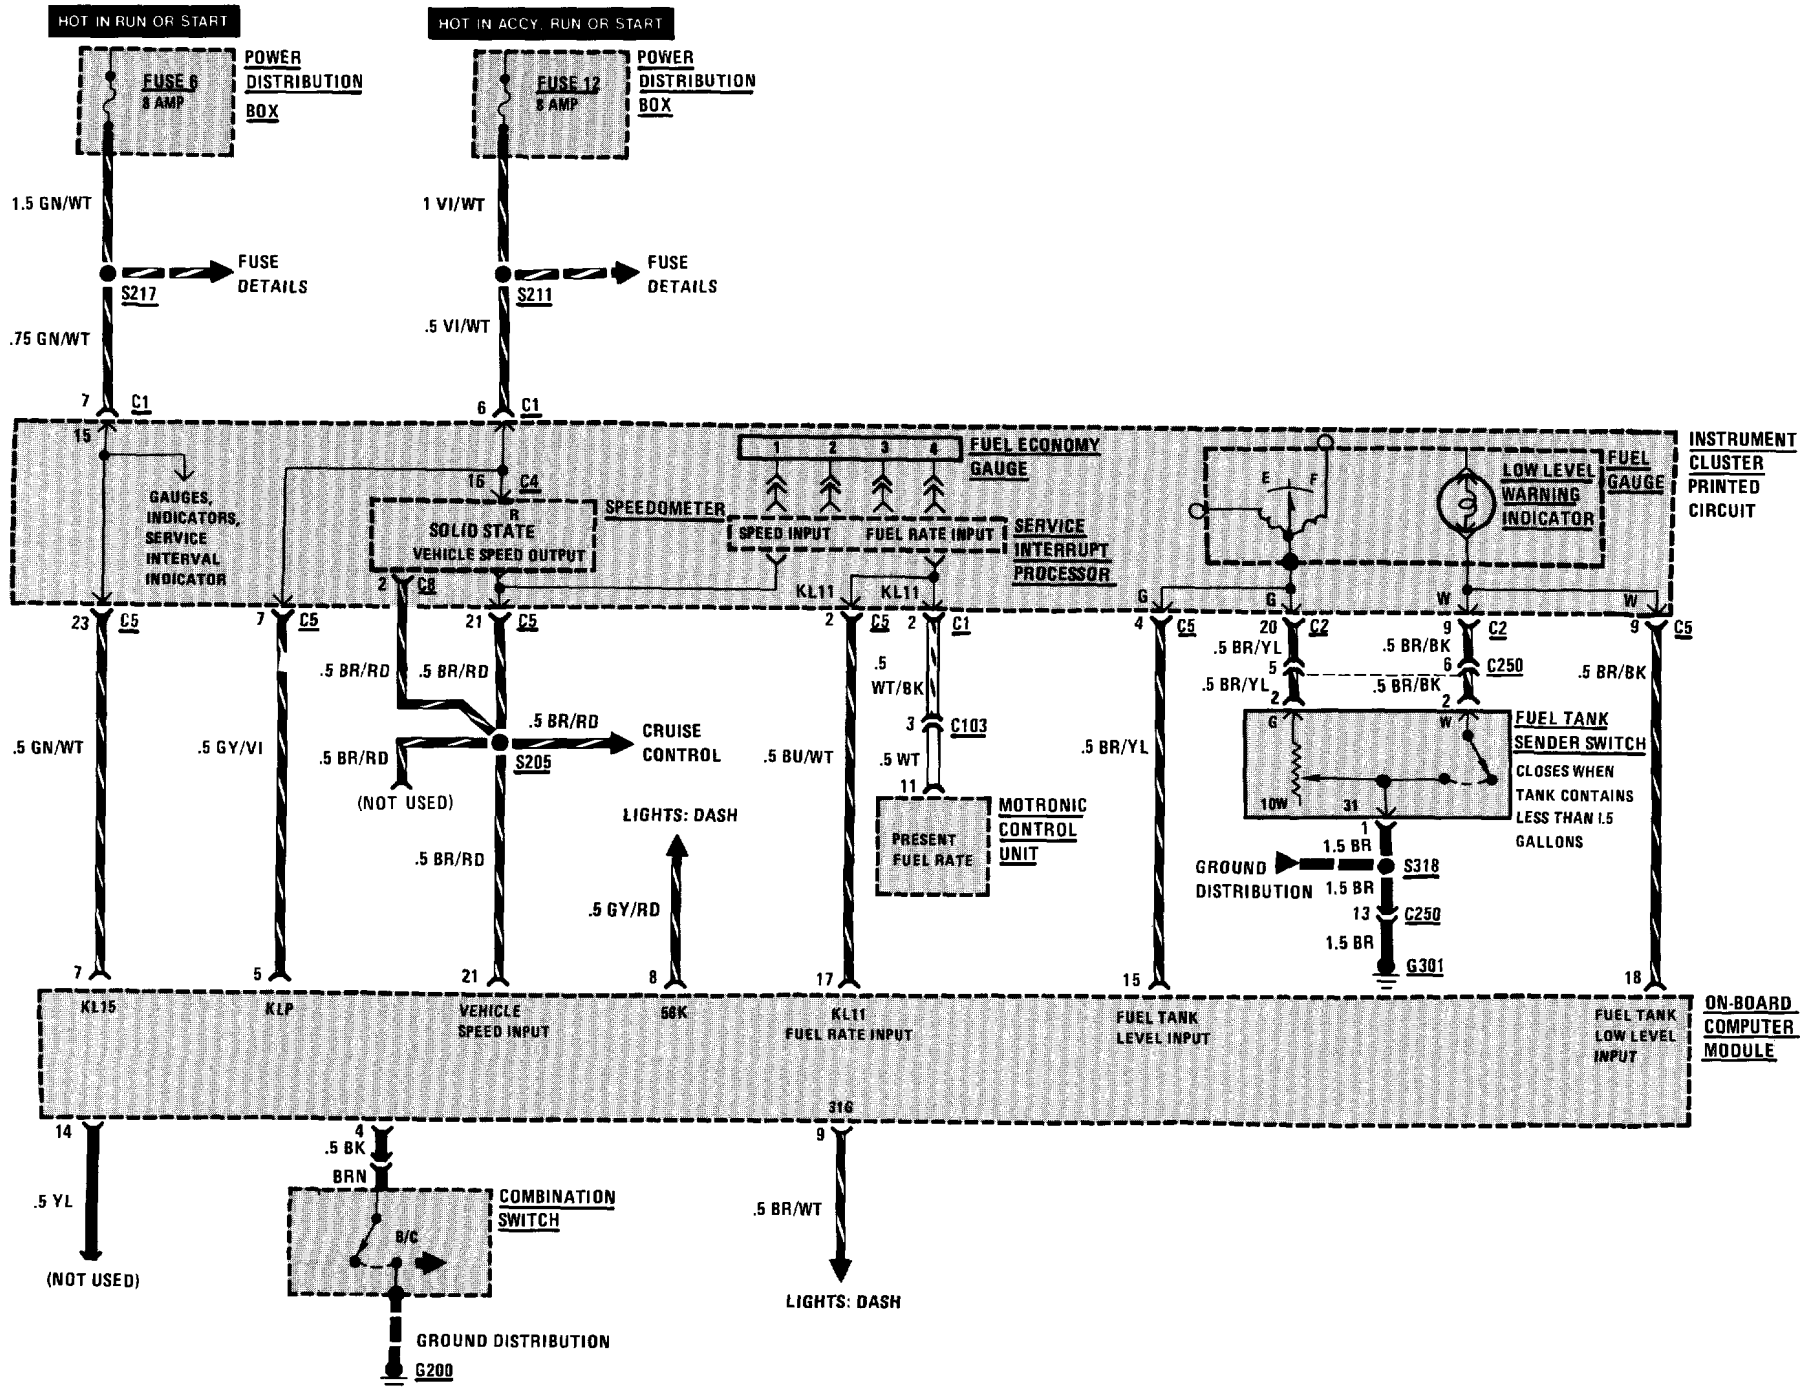 HOT IN RUN OR START
HOT IN ACCY, RUN OR START
FUSE 6
8 AMP
POWER
DISTRIBUTION
BOX
FUSE 12
8 AMP
POWER
DISTRIBUTION
BOX
1.5 GN/WT
1 VI/WT
FUSE
DETAILS
S217
FUSE
DETAILS
S211
.75 GN/WT
.5 VI/WT
7
C1
6
C1
15
GAUGES,
INDICATORS,
SERVICE
INTERVAL
INDICATOR
16
C4
R
SOLID STATE
VEHICLE SPEED OUTPUT
SPEEDOMETER
2
C8
1
2
3
4
FUEL ECONOMY
GAUGE
SPEED INPUT
FUEL RATE INPUT
SERVICE
INTERRUPT
PROCESSOR
KL11
KL11
E
F
LOW LEVEL
WARNING
INDICATOR
FUEL
GAUGE
INSTRUMENT
CLUSTER
PRINTED
CIRCUIT
G
G
W
W
23
C5
7
C5
21
C5
2
C5
2
C1
4
C5
20
C2
9
C2
9
C5
.5 BR/RD
.5 BR/RD
.5
WT/BK
.5 BR/YL
.5 BR/BK
5
6
C250
.5 BR/YL
.5 BR/BK
.5 BR/BK
2
2
.5 GN/WT
.5 GY/VI
.5 BR/RD
.5 BR/RD
CRUISE
CONTROL
S205
(NOT USED)
.5 BU/WT
3
C103
.5 WT
11
.5 BR/YL
PRESENT
FUEL RATE
MOTRONIC
CONTROL
UNIT
G
W
10W
31
FUEL TANK
SENDER SWITCH
CLOSES WHEN
TANK CONTAINS
LESS THAN 1.5
GALLONS
LIGHTS: DASH
.5 BR/RD
.5 GY/RD
1
1.5 BR
GROUND
DISTRIBUTION
S318
1.5 BR
13
C250
1.5 BR
G301
7
5
21
8
17
15
18
KL15
KLP
VEHICLE
SPEED INPUT
58K
KL11
FUEL RATE INPUT
FUEL TANK
LEVEL INPUT
FUEL TANK
LOW LEVEL
INPUT
ON-BOARD
COMPUTER
MODULE
31G
14
4
9
.5 BK
BRN
.5 YL
(NOT USED)
B/C
COMBINATION
SWITCH
.5 BR/WT
LIGHTS: DASH
GROUND DISTRIBUTION
G200